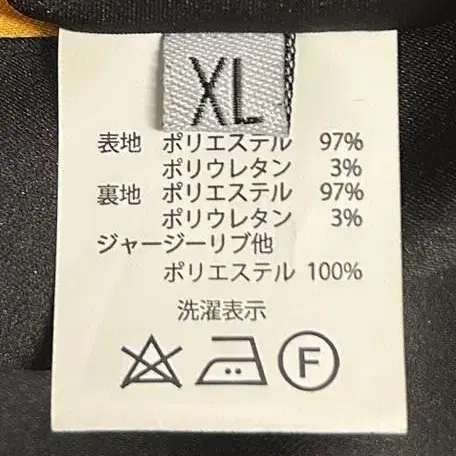 XL
表地 ポリエステル 97%
ポリウレタン 3%
裏地 ポリエステル 97%
ポリウレタン 3%
ジャージーリブ他
ポリエステル 100%
洗濯表示
F